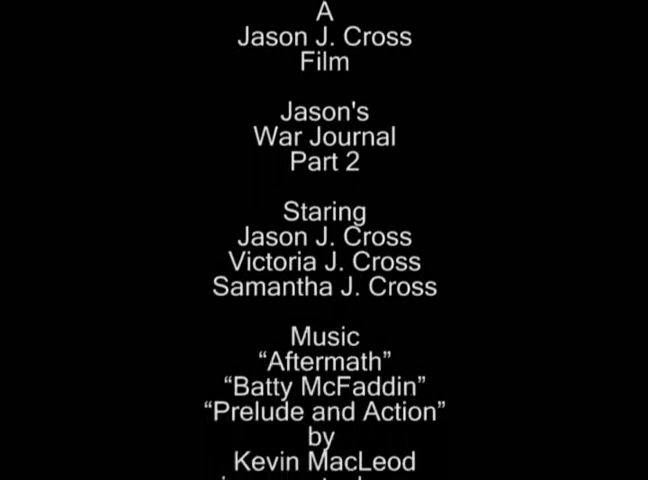 A
Jason J. Cross
Film
Jason's
War Journal
Part 2
Staring
Jason J. Cross
Victoria J. Cross
Samantha J. Cross
Music
“Aftermath”
“Batty McFaddin”
“Prelude and Action”
by
Kevin MacLeod